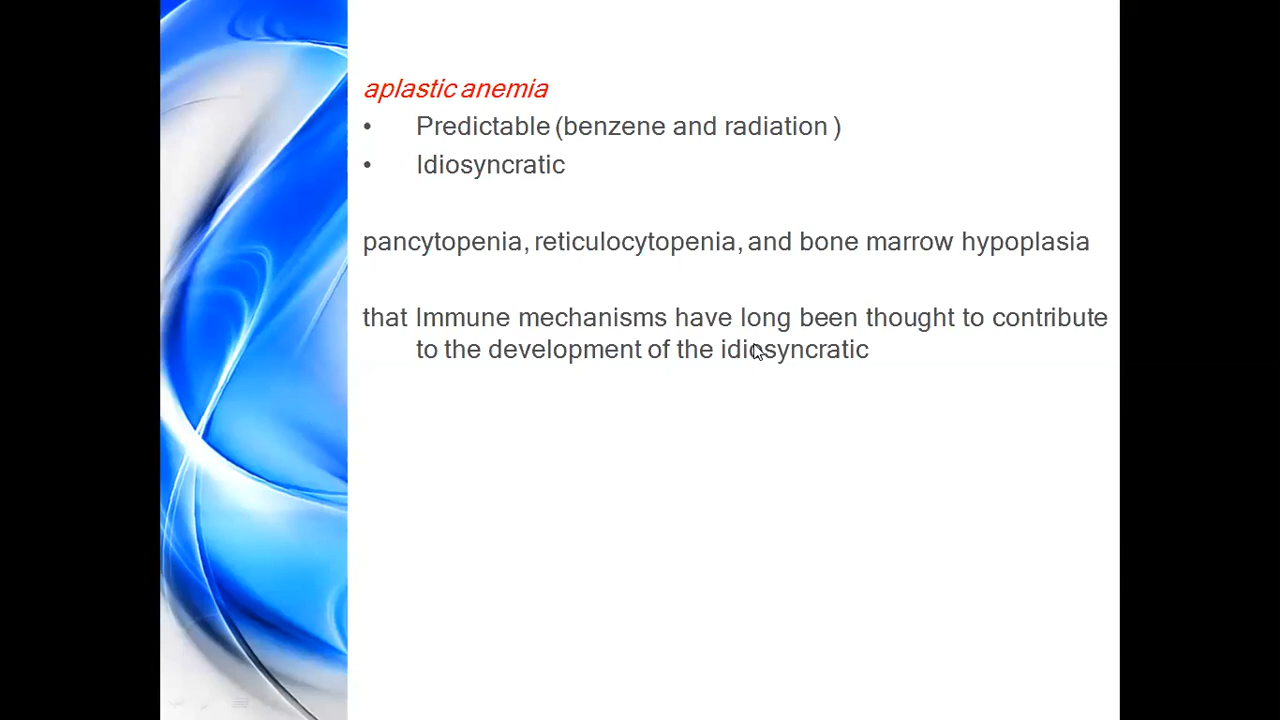 aplastic anemia
• Predictable (benzene and radiation )
• Idiosyncratic
pancytopenia, reticulocytopenia, and bone marrow hypoplasia
that Immune mechanisms have long been thought to contribute
to the development of the idiosyncratic